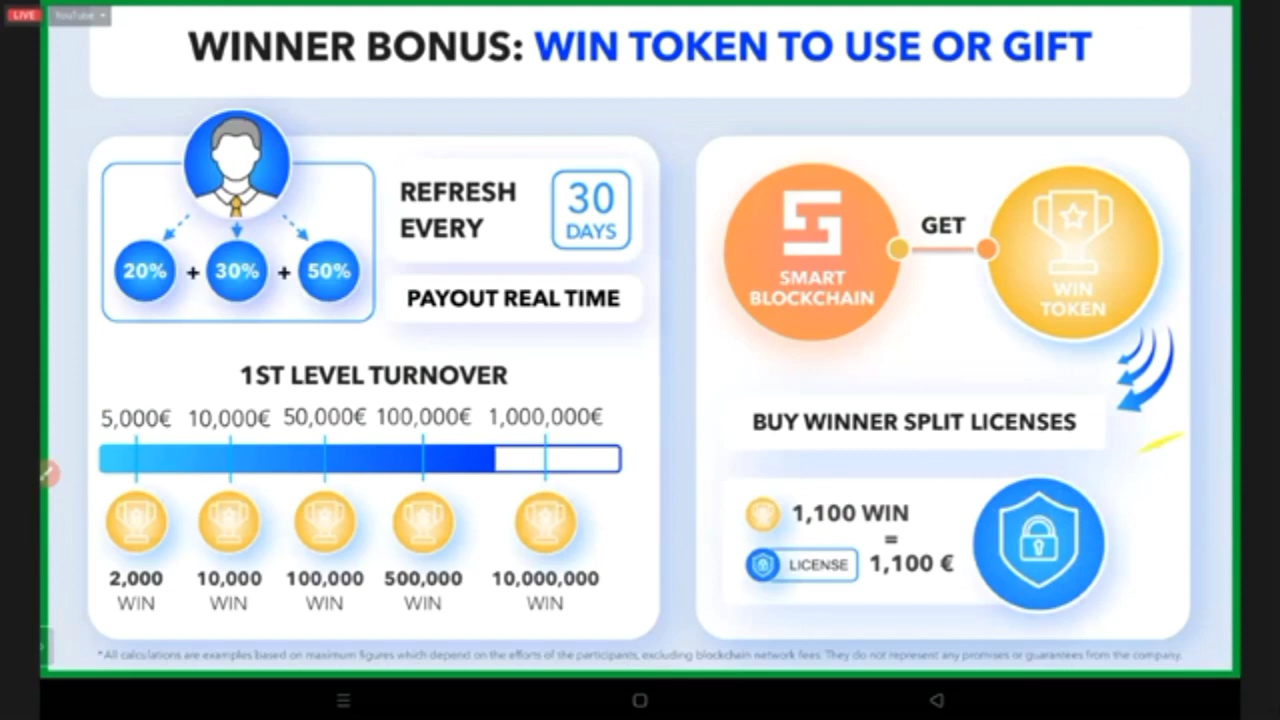 LIVE
YouTube
WINNER BONUS: WIN TOKEN TO USE OR GIFT
20% + 30% + 50%
REFRESH
EVERY
30
DAYS
PAYOUT REAL TIME
1ST LEVEL TURNOVER
5,000€ 10,000€ 50,000€ 100,000€ 1,000,000€
2,000 10,000 100,000 500,000 10,000,000
WIN WIN WIN WIN WIN
SMART
BLOCKCHAIN
GET
WIN
TOKEN
BUY WINNER SPLIT LICENSES
1,100 WIN
=
LICENSE 1,100 €
*All calculations are examples based on maximum figures which depend on the efforts of the participants, excluding blockchain network fees. They do not represent any promises or guarantees from the company.